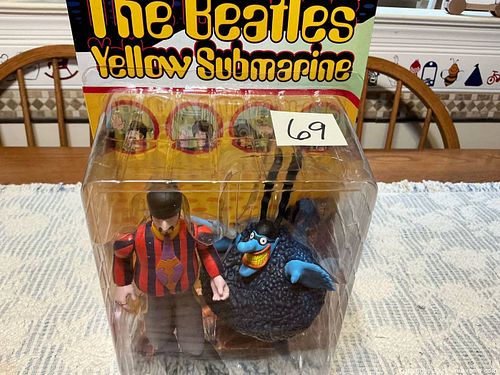 The Beatles
Yellow Submarine
69